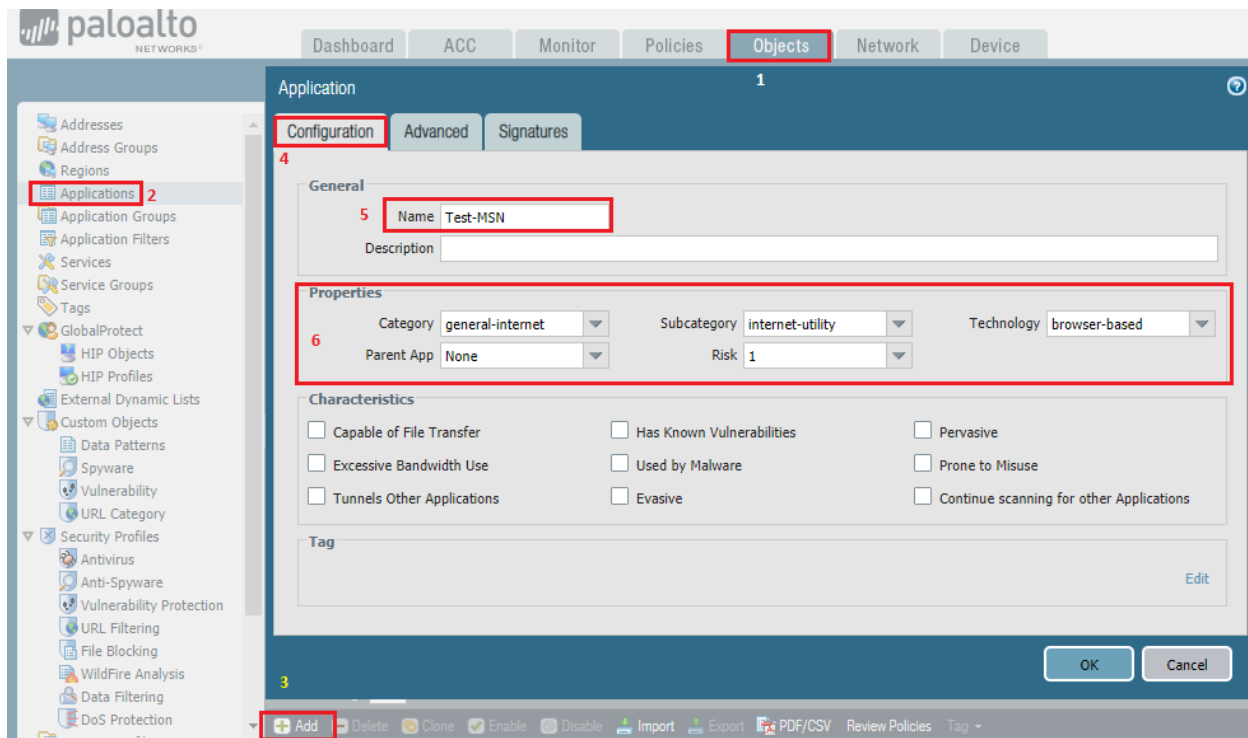 paloalto
NETWORKS®
Dashboard ACC Monitor Policies Objects Network Device
1
Application
Configuration Advanced Signatures
4
Addresses
Address Groups
Regions
Applications 2
Application Groups
Application Filters
Services
Service Groups
Tags
GlobalProtect
HIP Objects
HIP Profiles
External Dynamic Lists
Custom Objects
Data Patterns
Spyware
Vulnerability
URL Category
Security Profiles
Antivirus
Anti-Spyware
Vulnerability Protection
URL Filtering
File Blocking
WildFire Analysis
Data Filtering
DoS Protection
General
5 Name Test-MSN
Description
Properties
Category general-internet Subcategory internet-utility Technology browser-based
6
Parent App None Risk 1
Characteristics
Capable of File Transfer Has Known Vulnerabilities Pervasive
Excessive Bandwidth Use Used by Malware Prone to Misuse
Tunnels Other Applications Evasive Continue scanning for other Applications
Tag
Edit
OK Cancel
3
Add Delete Clone Enable Disable Import Export PDF/CSV Review Policies Tag